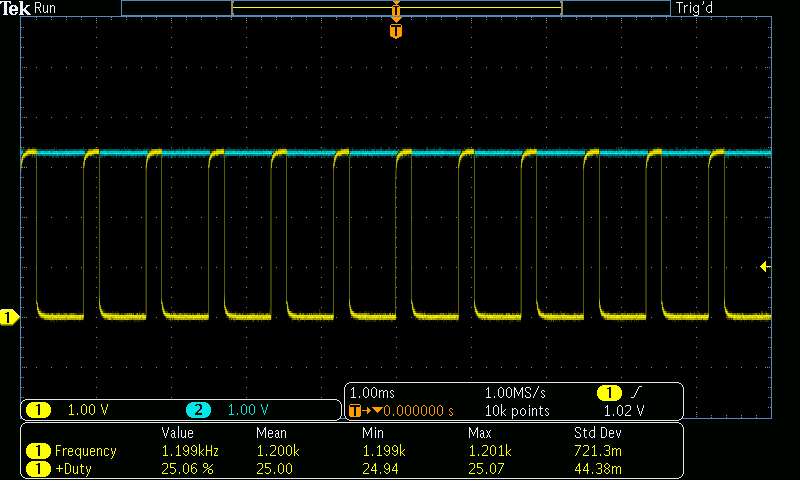 Tek Run Trig'd
T
T
1
1 1.00 V 2 1.00 V
1.00ms 1.00MS/s 1
T→▼0.000000 s 10k points 1.02 V
Value Mean Min Max Std Dev
1 Frequency 1.199kHz 1.200k 1.199k 1.201k 721.3m
1 +Duty 25.06 % 25.00 24.94 25.07 44.38m